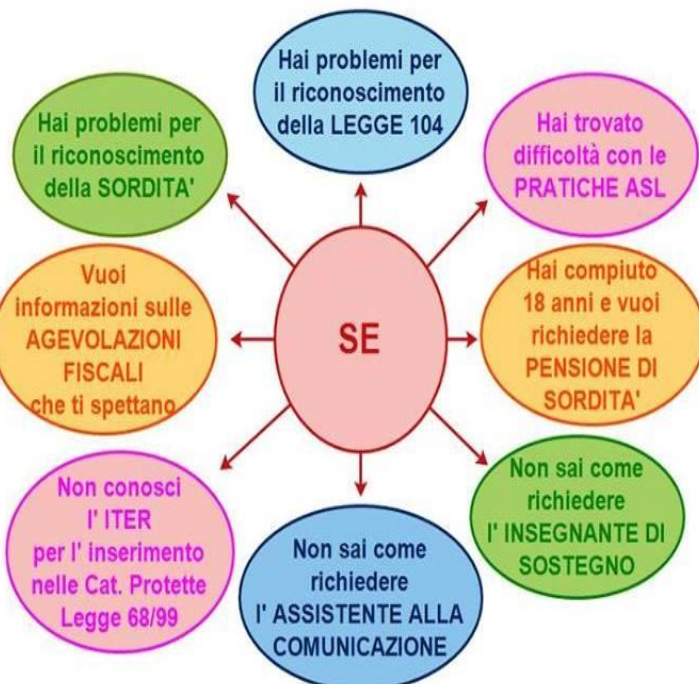 Hai problemi per
il riconoscimento
della LEGGE 104
Hai problemi per
il riconoscimento
della SORDITA'
Hai trovato
difficoltà con le
PRATICHE ASL
Vuoi
informazioni sulle
AGEVOLAZIONI
FISCALI
che ti spettano
SE
Hai compiuto
18 anni e vuoi
richiedere la
PENSIONE DI
SORDITA'
Non conosci
l' ITER
per l' inserimento
nelle Cat. Protette
Legge 68/99
Non sai come
richiedere
l' ASSISTENTE ALLA
COMUNICAZIONE
Non sai come
richiedere
l' INSEGNANTE DI
SOSTEGNO